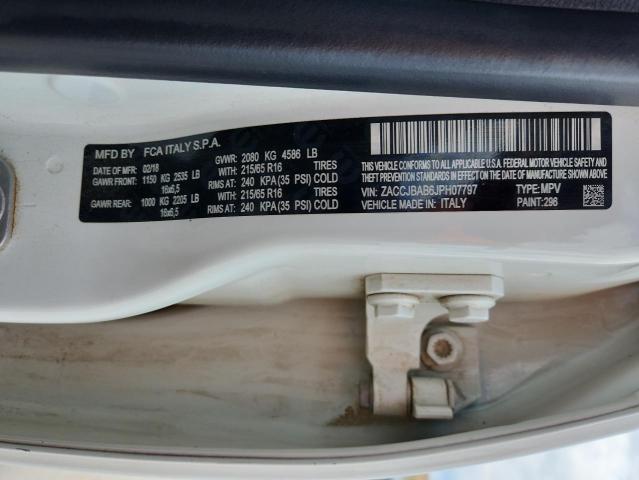 MFD BY FCA ITALY S.P.A.
DATE OF MFR: 02/18 GVWR: 2080 KG 4586 LB
GAWR FRONT: 1150 KG 2535 LB WITH: 215/65 R16 TIRES
16x6,5 RIMS AT: 240 KPA (35 PSI) COLD
GAWR REAR: 1000 KG 2205 LB WITH: 215/65 R16 TIRES
16x6,5 RIMS AT: 240 KPA (35 PSI) COLD
THIS VEHICLE CONFORMS TO ALL APPLICABLE U.S.A. FEDERAL MOTOR VEHICLE SAFETY, BUMPER, AND
THEFT PREVENTION STANDARDS IN EFFECT ON THE DATE OF MANUFACTURE SHOWN ABOVE.
VIN: ZACCJBAB6JPH07797 TYPE: MPV
VEHICLE MADE IN: ITALY PAINT: 296